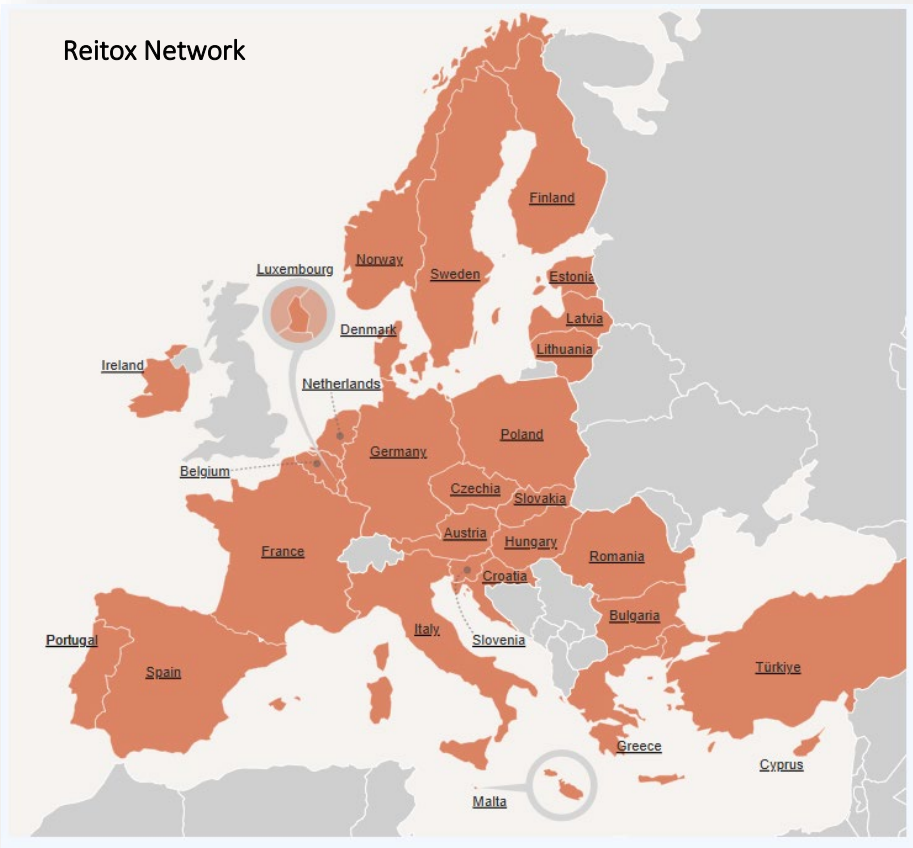 Reitox Network
Finland
Norway
Luxembourg
Sweden
Estonia
Latvia
Denmark
Lithuania
Ireland
Netherlands
Poland
Germany
Belgium
Czechia
Slovakia
Austria
Hungary
France
Romania
Croatia
Bulgaria
Italy
Portugal
Slovenia
Spain
Türkiye
Greece
Cyprus
Malta